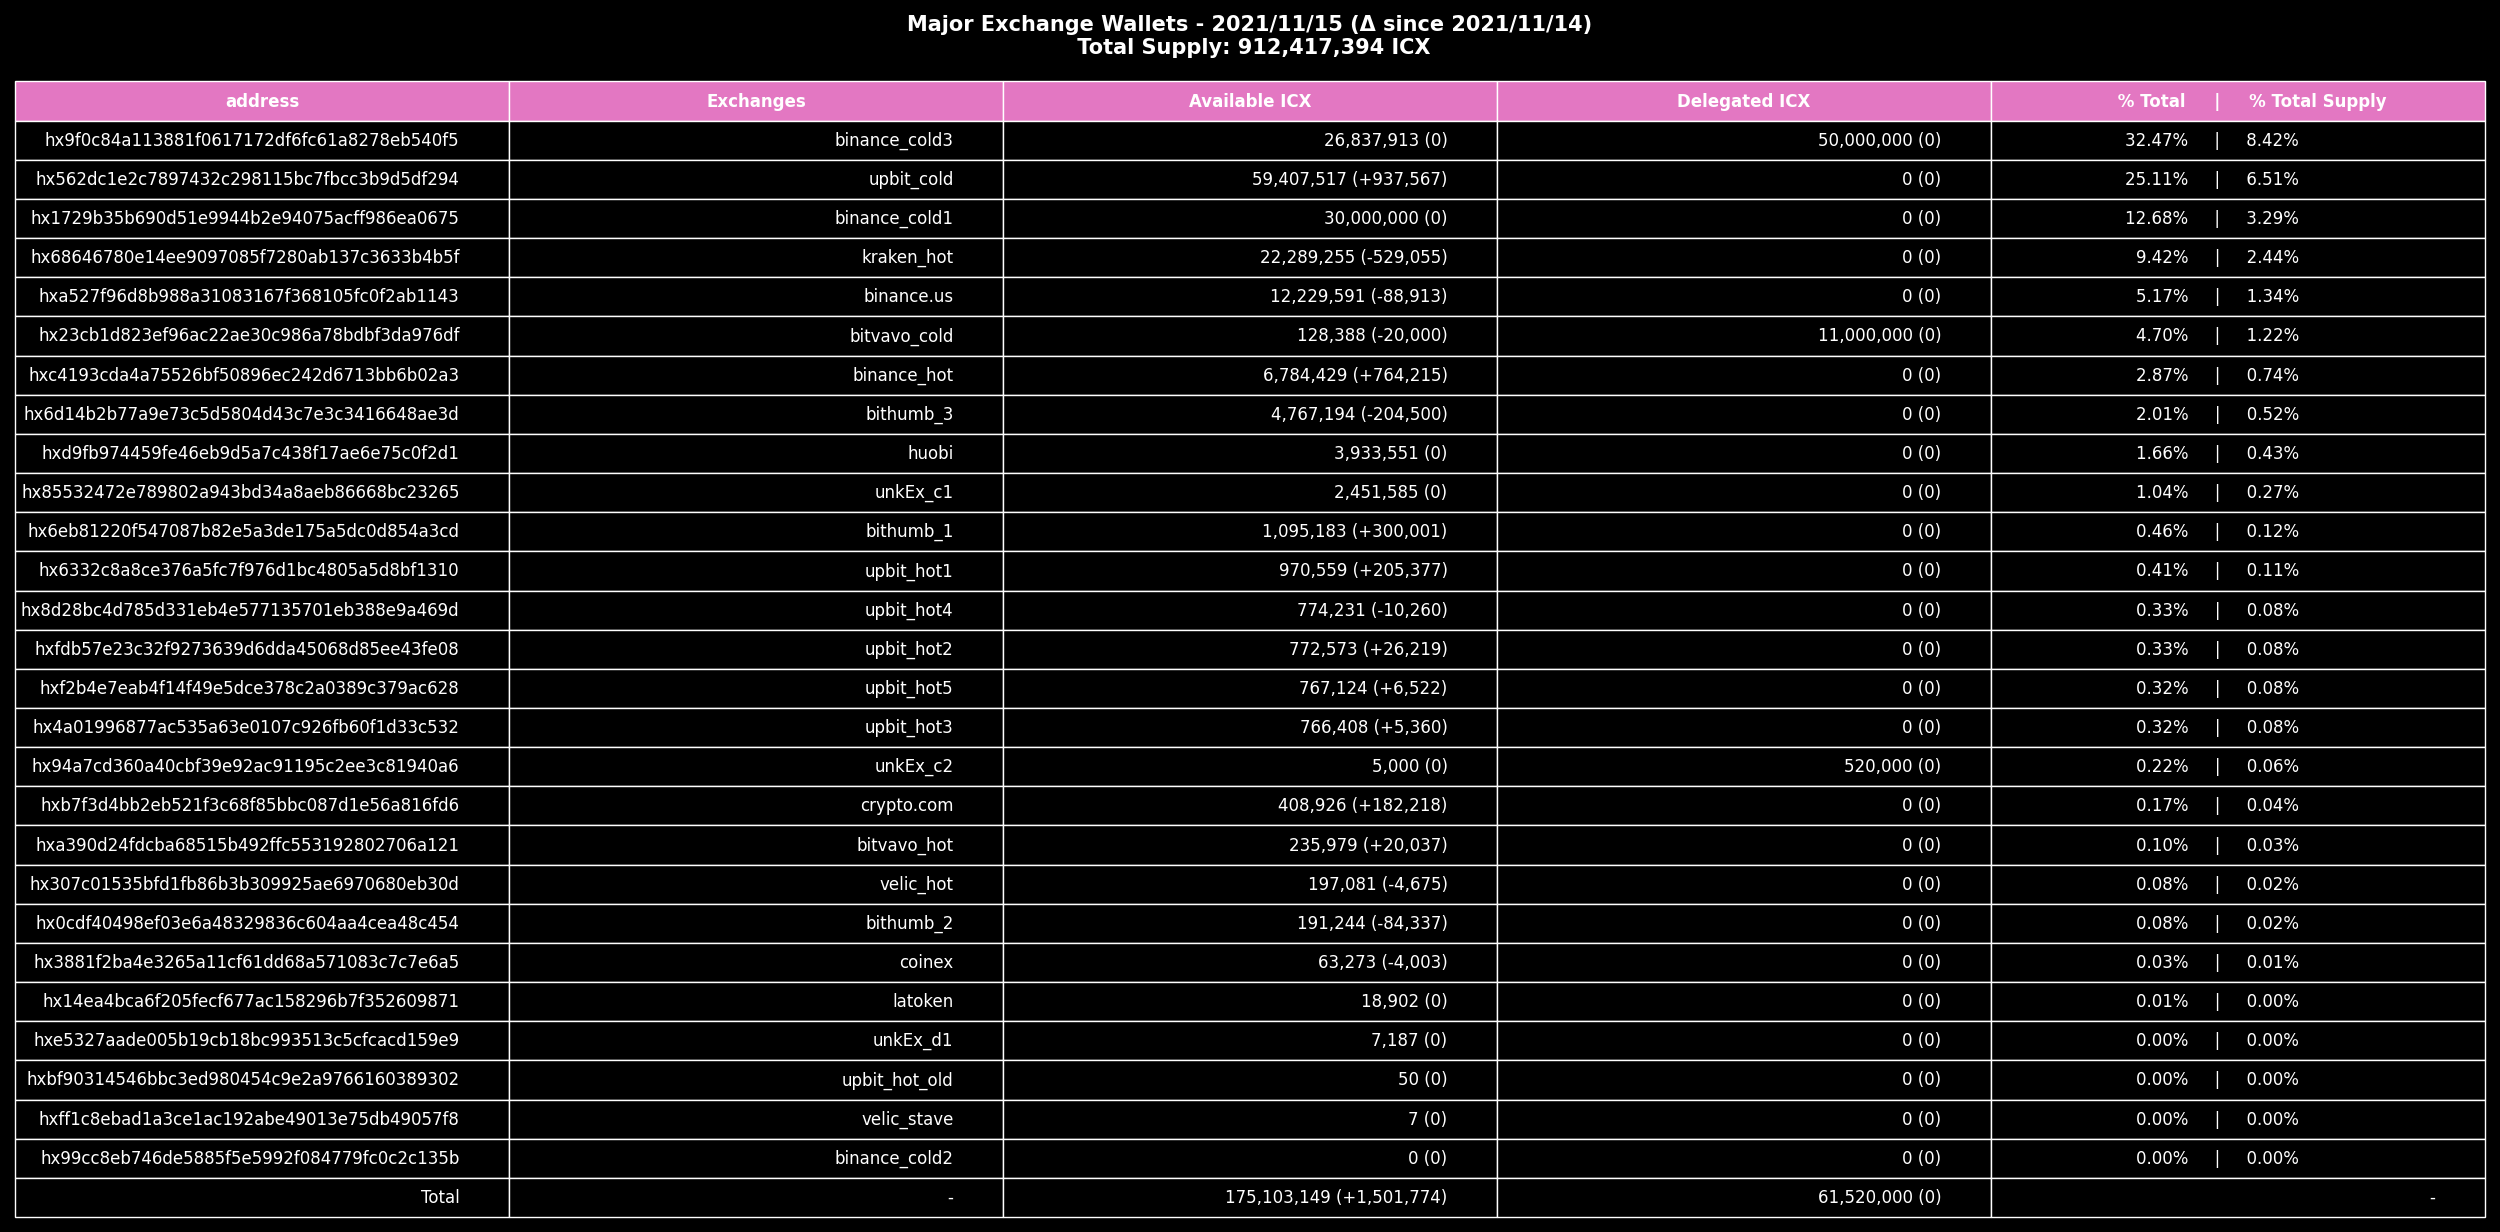 Major Exchange Wallets - 2021/11/15 (Δ since 2021/11/14)
Total Supply: 912,417,394 ICX
address Exchanges Available ICX Delegated ICX % Total | % Total Supply
hx9f0c84a113881f0617172df6fc61a8278eb540f5 binance_cold3 26,837,913 (0) 50,000,000 (0) 32.47% | 8.42%
hx562dc1e2c7897432c298115bc7fbcc3b9d5df294 upbit_cold 59,407,517 (+937,567) 0 (0) 25.11% | 6.51%
hx1729b35b690d51e9944b2e94075acff986ea0675 binance_cold1 30,000,000 (0) 0 (0) 12.68% | 3.29%
hx68646780e14ee9097085f7280ab137c3633b4b5f kraken_hot 22,289,255 (-529,055) 0 (0) 9.42% | 2.44%
hxa527f96d8b988a31083167f368105fc0f2ab1143 binance.us 12,229,591 (-88,913) 0 (0) 5.17% | 1.34%
hx23cb1d823ef96ac22ae30c986a78bdbf3da976df bitvavo_cold 128,388 (-20,000) 11,000,000 (0) 4.70% | 1.22%
hxc4193cda4a75526bf50896ec242d6713bb6b02a3 binance_hot 6,784,429 (+764,215) 0 (0) 2.87% | 0.74%
hx6d14b2b77a9e73c5d5804d43c7e3c3416648ae3d bithumb_3 4,767,194 (-204,500) 0 (0) 2.01% | 0.52%
hxd9fb974459fe46eb9d5a7c438f17ae6e75c0f2d1 huobi 3,933,551 (0) 0 (0) 1.66% | 0.43%
hx85532472e789802a943bd34a8aeb86668bc23265 unkEx_c1 2,451,585 (0) 0 (0) 1.04% | 0.27%
hx6eb81220f547087b82e5a3de175a5dc0d854a3cd bithumb_1 1,095,183 (+300,001) 0 (0) 0.46% | 0.12%
hx6332c8a8ce376a5fc7f976d1bc4805a5d8bf1310 upbit_hot1 970,559 (+205,377) 0 (0) 0.41% | 0.11%
hx8d28bc4d785d331eb4e577135701eb388e9a469d upbit_hot4 774,231 (-10,260) 0 (0) 0.33% | 0.08%
hxfdb57e23c32f9273639d6dda45068d85ee43fe08 upbit_hot2 772,573 (+26,219) 0 (0) 0.33% | 0.08%
hxf2b4e7eab4f14f49e5dce378c2a0389c379ac628 upbit_hot5 767,124 (+6,522) 0 (0) 0.32% | 0.08%
hx4a01996877ac535a63e0107c926fb60f1d33c532 upbit_hot3 766,408 (+5,360) 0 (0) 0.32% | 0.08%
hx94a7cd360a40cbf39e92ac91195c2ee3c81940a6 unkEx_c2 5,000 (0) 520,000 (0) 0.22% | 0.06%
hxb7f3d4bb2eb521f3c68f85bbc087d1e56a816fd6 crypto.com 408,926 (+182,218) 0 (0) 0.17% | 0.04%
hxa390d24fdcba68515b492ffc553192802706a121 bitvavo_hot 235,979 (+20,037) 0 (0) 0.10% | 0.03%
hx307c01535bfd1fb86b3b309925ae6970680eb30d velic_hot 197,081 (-4,675) 0 (0) 0.08% | 0.02%
hx0cdf40498ef03e6a48329836c604aa4cea48c454 bithumb_2 191,244 (-84,337) 0 (0) 0.08% | 0.02%
hx3881f2ba4e3265a11cf61dd68a571083c7c7e6a5 coinex 63,273 (-4,003) 0 (0) 0.03% | 0.01%
hx14ea4bca6f205fecf677ac158296b7f352609871 latoken 18,902 (0) 0 (0) 0.01% | 0.00%
hxe5327aade005b19cb18bc993513c5cfcacd159e9 unkEx_d1 7,187 (0) 0 (0) 0.00% | 0.00%
hxbf90314546bbc3ed980454c9e2a9766160389302 upbit_hot_old 50 (0) 0 (0) 0.00% | 0.00%
hxff1c8ebad1a3ce1ac192abe49013e75db49057f8 velic_stave 7 (0) 0 (0) 0.00% | 0.00%
hx99cc8eb746de5885f5e5992f084779fc0c2c135b binance_cold2 0 (0) 0 (0) 0.00% | 0.00%
Total - 175,103,149 (+1,501,774) 61,520,000 (0) -